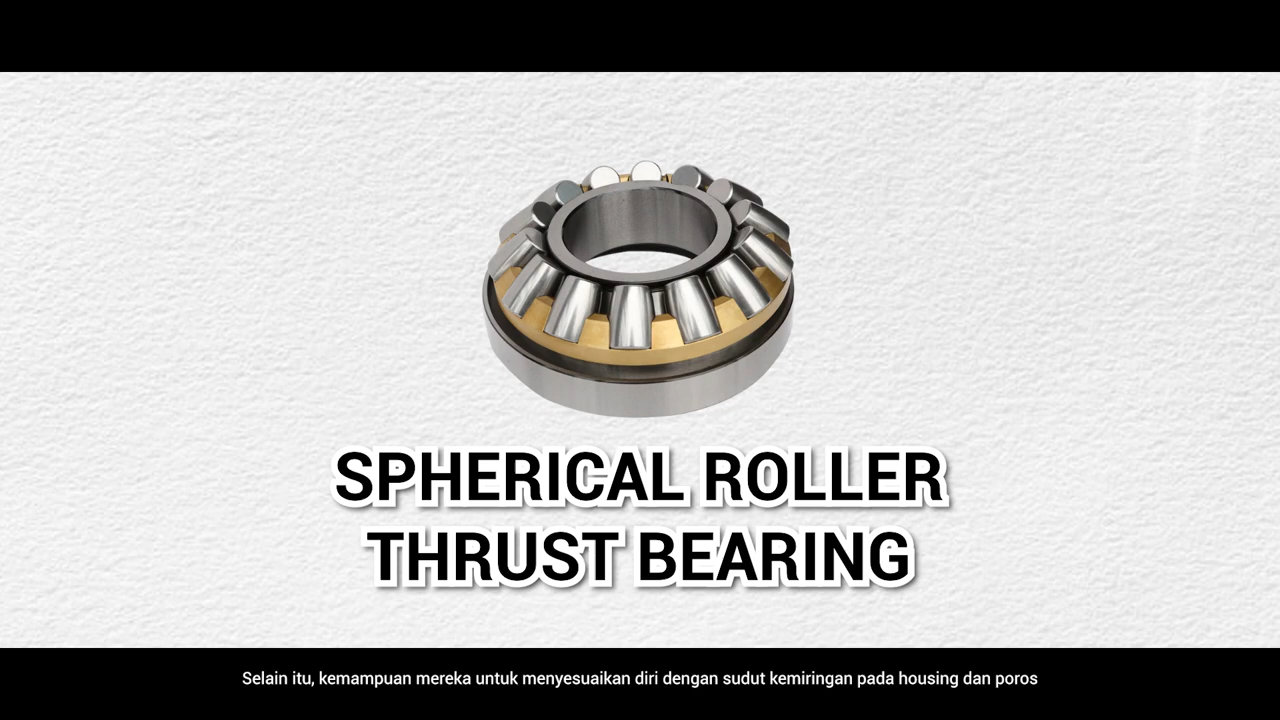 SPHERICAL ROLLER
THRUST BEARING
Selain itu, kemampuan mereka untuk menyesuaikan diri dengan sudut kemiringan pada housing dan poros